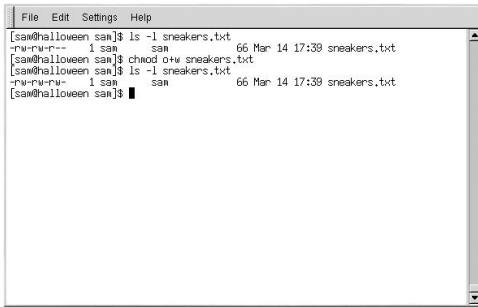 File Edit Settings Help
[sam@halloween sam]$ ls -l sneakers.txt
-rw-rw-r-- 1 sam sam 66 Mar 14 17:39 sneakers.txt
[sam@halloween sam]$ chmod o+w sneakers.txt
[sam@halloween sam]$ ls -l sneakers.txt
-rw-rw-rw- 1 sam sam 66 Mar 14 17:39 sneakers.txt
[sam@halloween sam]$